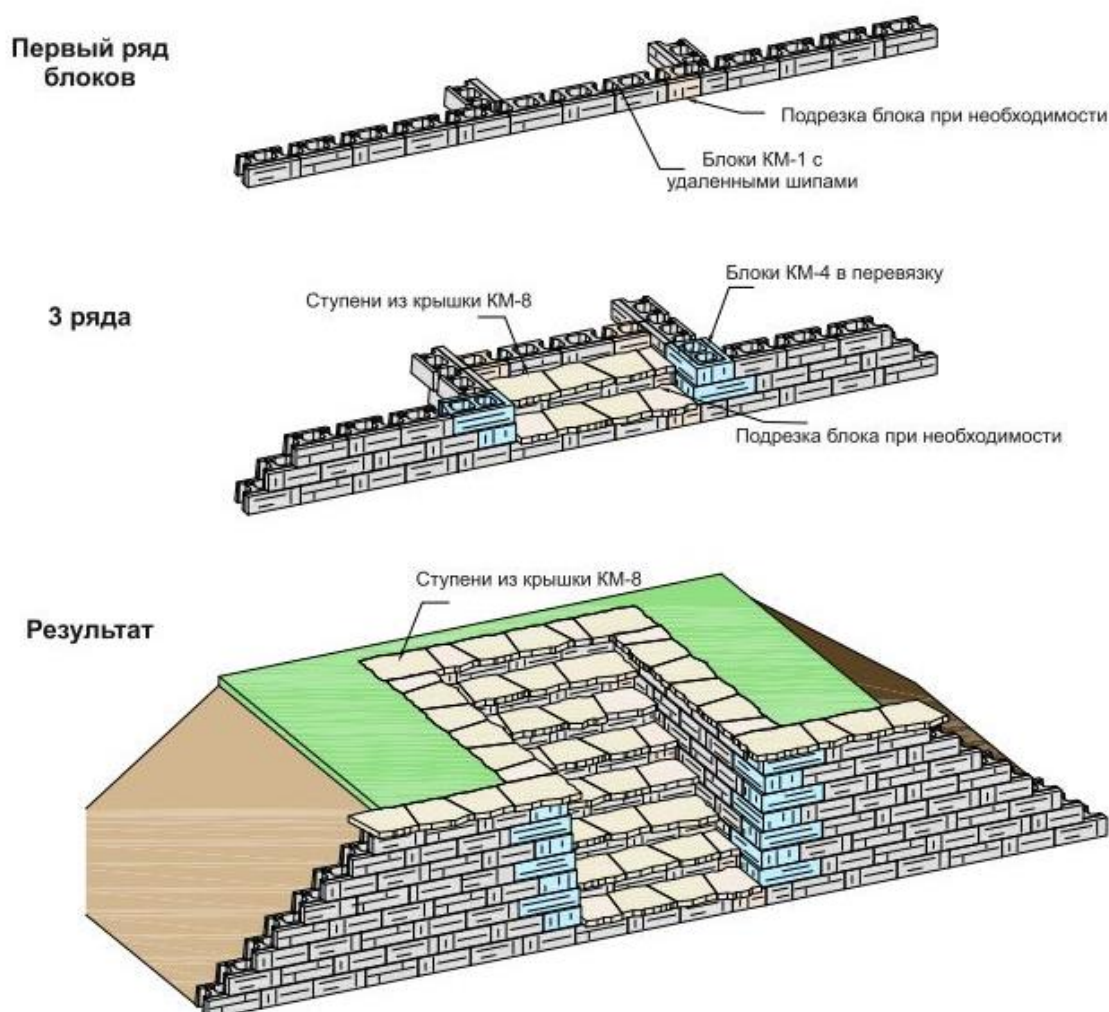 Первый ряд
блоков
Подрезка блока при необходимости
Блоки КМ-1 с
удаленными шипами
3 ряда
Блоки КМ-4 в перевязку
Ступени из крышки КМ-8
Подрезка блока при необходимости
Результат
Ступени из крышки КМ-8